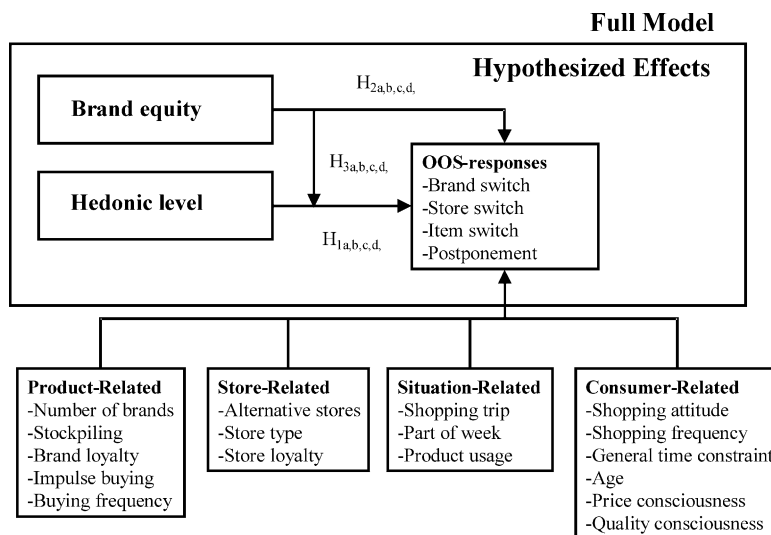 Full Model
Hypothesized Effects
Brand equity
H2a,b,c,d,
H3a,b,c,d,
Hedonic level
H1a,b,c,d,
OOS-responses
-Brand switch
-Store switch
-Item switch
-Postponement
Product-Related
-Number of brands
-Stockpiling
-Brand loyalty
-Impulse buying
-Buying frequency
Store-Related
-Alternative stores
-Store type
-Store loyalty
Situation-Related
-Shopping trip
-Part of week
-Product usage
Consumer-Related
-Shopping attitude
-Shopping frequency
-General time constraint
-Age
-Price consciousness
-Quality consciousness